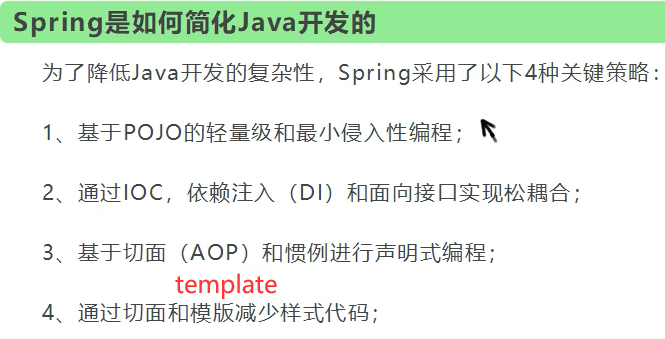 Spring是如何简化Java开发的
为了降低Java开发的复杂性，Spring采用了以下4种关键策略：
1、基于POJO的轻量级和最小侵入性编程；
2、通过IOC，依赖注入（DI）和面向接口实现松耦合；
3、基于切面（AOP）和惯例进行声明式编程；
template
4、通过切面和模版减少样式代码；